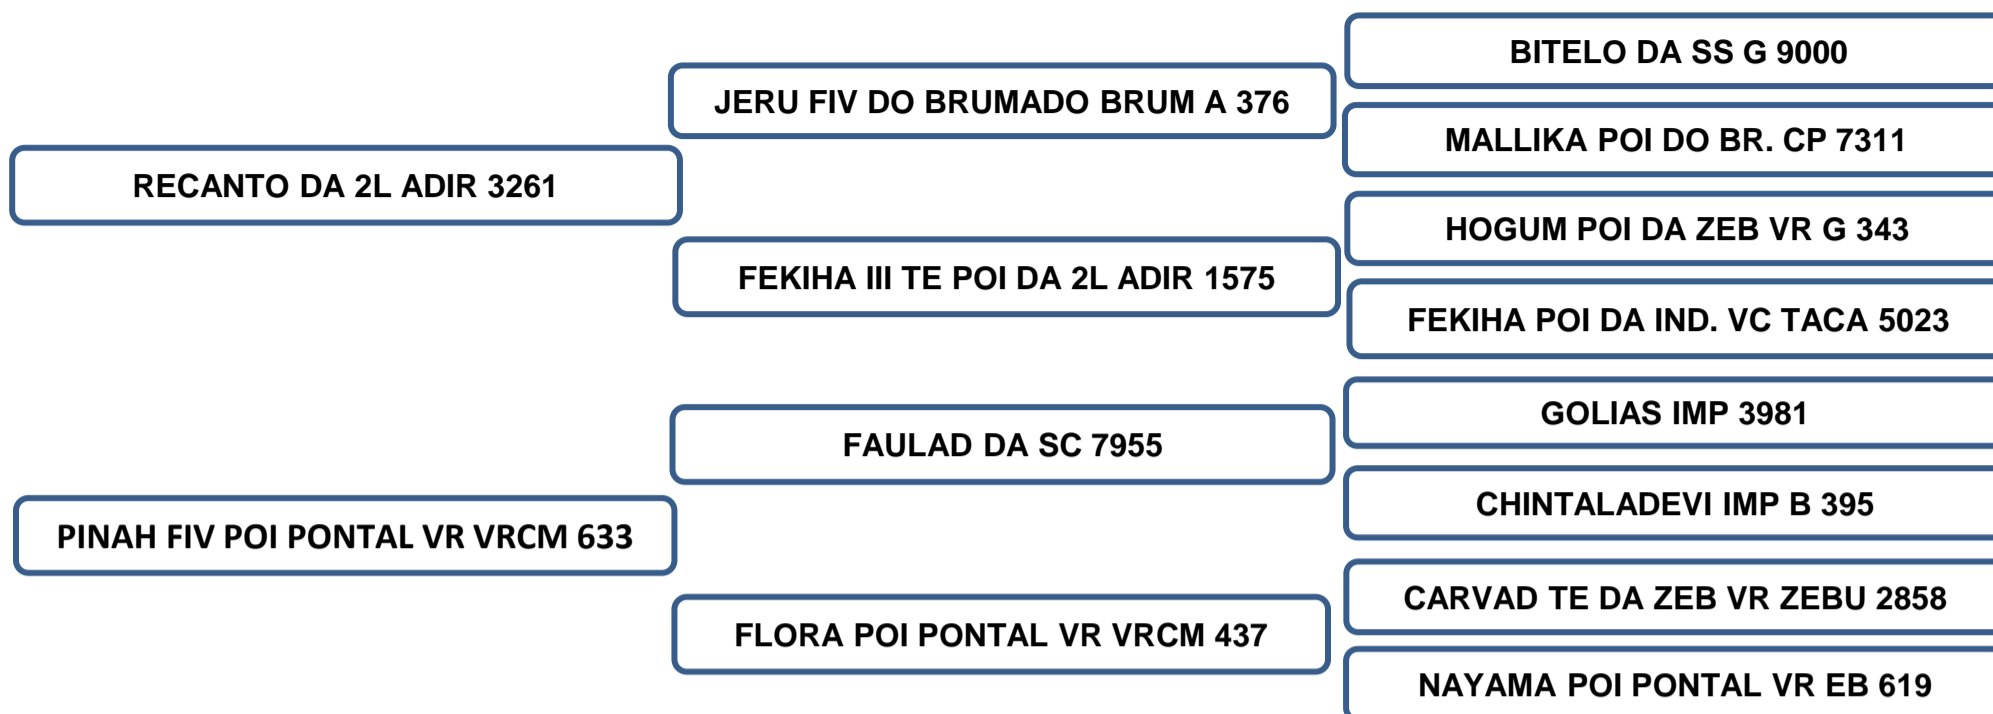 RECANTO DA 2L ADIR 3261
PINAH FIV POI PONTAL VR VRCM 633
JERU FIV DO BRUMADO BRUM A 376
FEKIHA III TE POI DA 2L ADIR 1575
FAULAD DA SC 7955
FLORA POI PONTAL VR VRCM 437
BITELO DA SS G 9000
MALLIKA POI DO BR. CP 7311
HOGUM POI DA ZEB VR G 343
FEKIHA POI DA IND. VC TACA 5023
GOLIAS IMP 3981
CHINTALADEVI IMP B 395
CARVAD TE DA ZEB VR ZEBU 2858
NAYAMA POI PONTAL VR EB 619